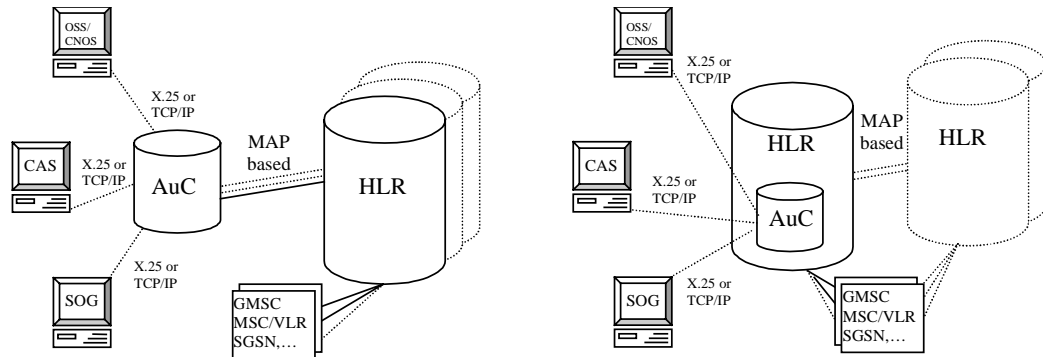 OSS/
CNOS
X.25 or
TCP/IP
MAP
based
CAS
X.25 or
TCP/IP
AuC
HLR
X.25 or
TCP/IP
SOG
GMSC
MSC/VLR
SGSN,…
OSS/
CNOS
X.25 or
TCP/IP
HLR
MAP
based
HLR
CAS
X.25 or
TCP/IP
AuC
SOG
X.25 or
TCP/IP
GMSC
MSC/VLR
SGSN,…